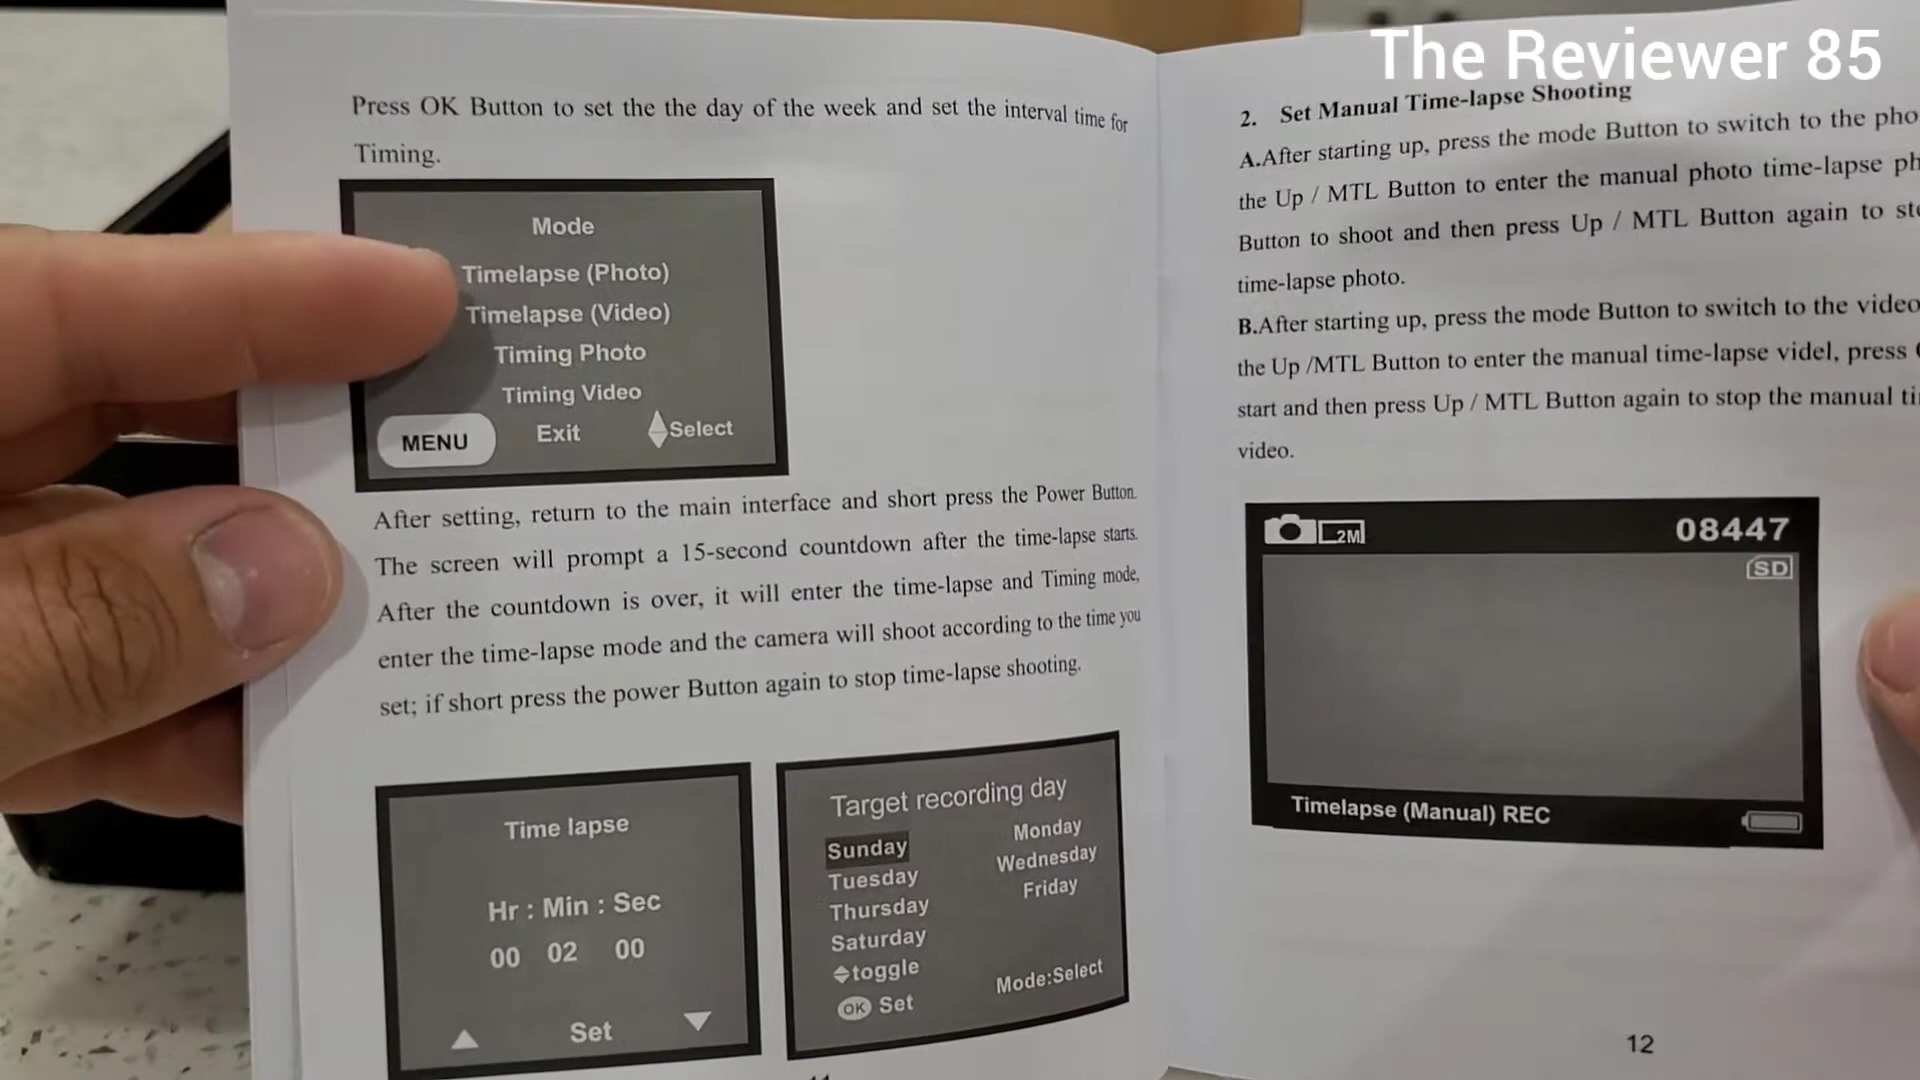 The Reviewer 85
Press OK Button to set the the day of the week and set the interval time for
Timing.
Mode
Timelapse (Photo)
Timelapse (Video)
Timing Photo
Timing Video
MENU Exit Select
After setting, return to the main interface and short press the Power Button.
The screen will prompt a 15-second countdown after the time-lapse starts.
After the countdown is over, it will enter the time-lapse and Timing mode,
enter the time-lapse mode and the camera will shoot according to the time you
set; if short press the power Button again to stop time-lapse shooting.
Time lapse
Hr : Min : Sec
00 02 00
Set
Target recording day
Sunday Monday
Tuesday Wednesday
Thursday Friday
Saturday
toggle Mode:Select
OK Set
2. Set Manual Time-lapse Shooting
A.After starting up, press the mode Button to switch to the
the Up / MTL Button to enter the manual photo time-lapse
Button to shoot and then press Up / MTL Button again to
time-lapse photo.
B.After starting up, press the mode Button to switch to the video
the Up /MTL Button to enter the manual time-lapse videl, press
start and then press Up / MTL Button again to stop the manual
video.
2M 08447
SD
Timelapse (Manual) REC
12